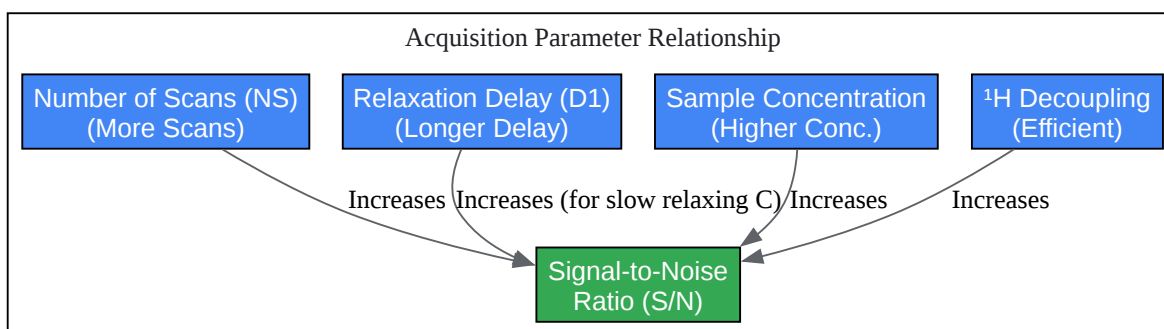 Acquisition Parameter Relationship
Number of Scans (NS)
(More Scans)
Relaxation Delay (D1)
(Longer Delay)
Sample Concentration
(Higher Conc.)
¹H Decoupling
(Efficient)
Increases
Increases (for slow relaxing C)
Increases
Increases
Signal-to-Noise
Ratio (S/N)